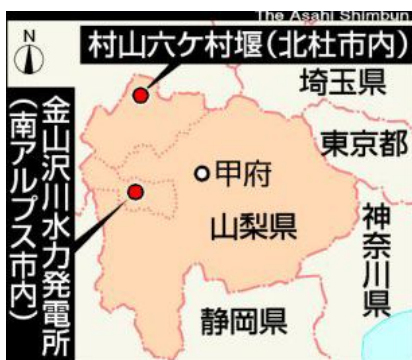 The Asahi Shimbun
N
村山六ケ村堰(北杜市内)
埼玉県
東京都
甲府
金山沢川水力発電所
(南アルプス市内)
山梨県
神奈川県
静岡県